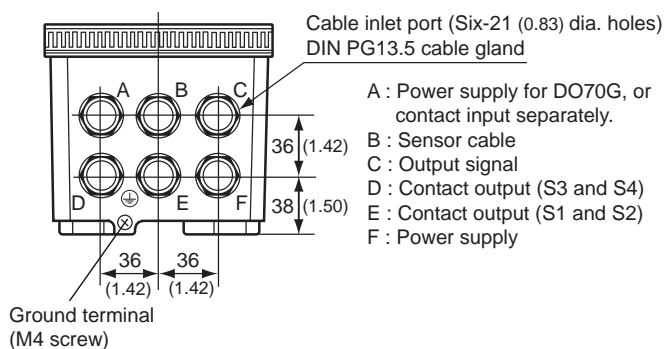 Cable inlet port (Six-21 (0.83) dia. holes)
DIN PG13.5 cable gland
A B C
D E F
36 (1.42)
38 (1.50)
36 36
(1.42) (1.42)
Ground terminal
(M4 screw)
A : Power supply for DO70G, or
contact input separately.
B : Sensor cable
C : Output signal
D : Contact output (S3 and S4)
E : Contact output (S1 and S2)
F : Power supply